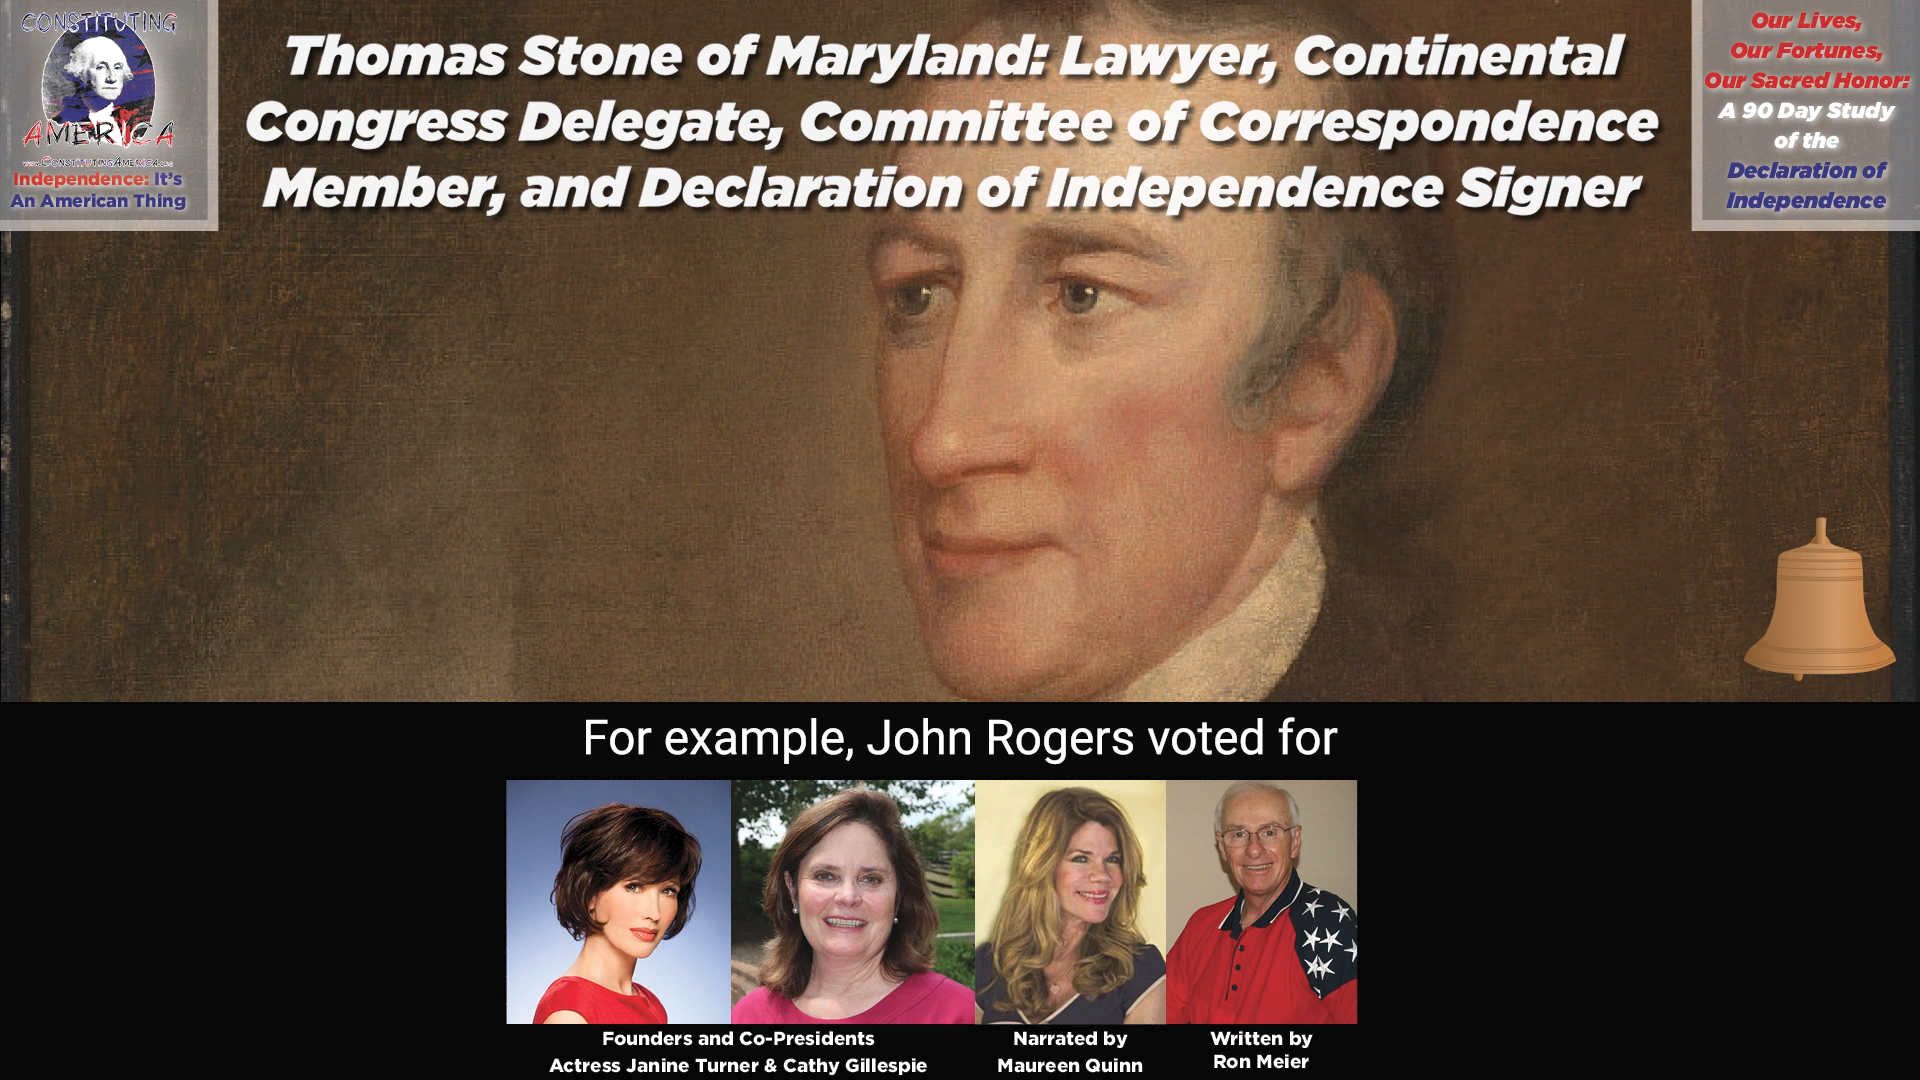 CONSTITUTING
AMERICA
www.ConstitutingAmerica.org
Independence: It's
An American Thing
Thomas Stone of Maryland: Lawyer, Continental
Congress Delegate, Committee of Correspondence
Member, and Declaration of Independence Signer
Our Lives,
Our Fortunes,
Our Sacred Honor:
A 90 Day Study
of the
Declaration of
Independence
For example, John Rogers voted for
Founders and Co-Presidents
Actress Janine Turner & Cathy Gillespie
Narrated by
Maureen Quinn
Written by
Ron Meier